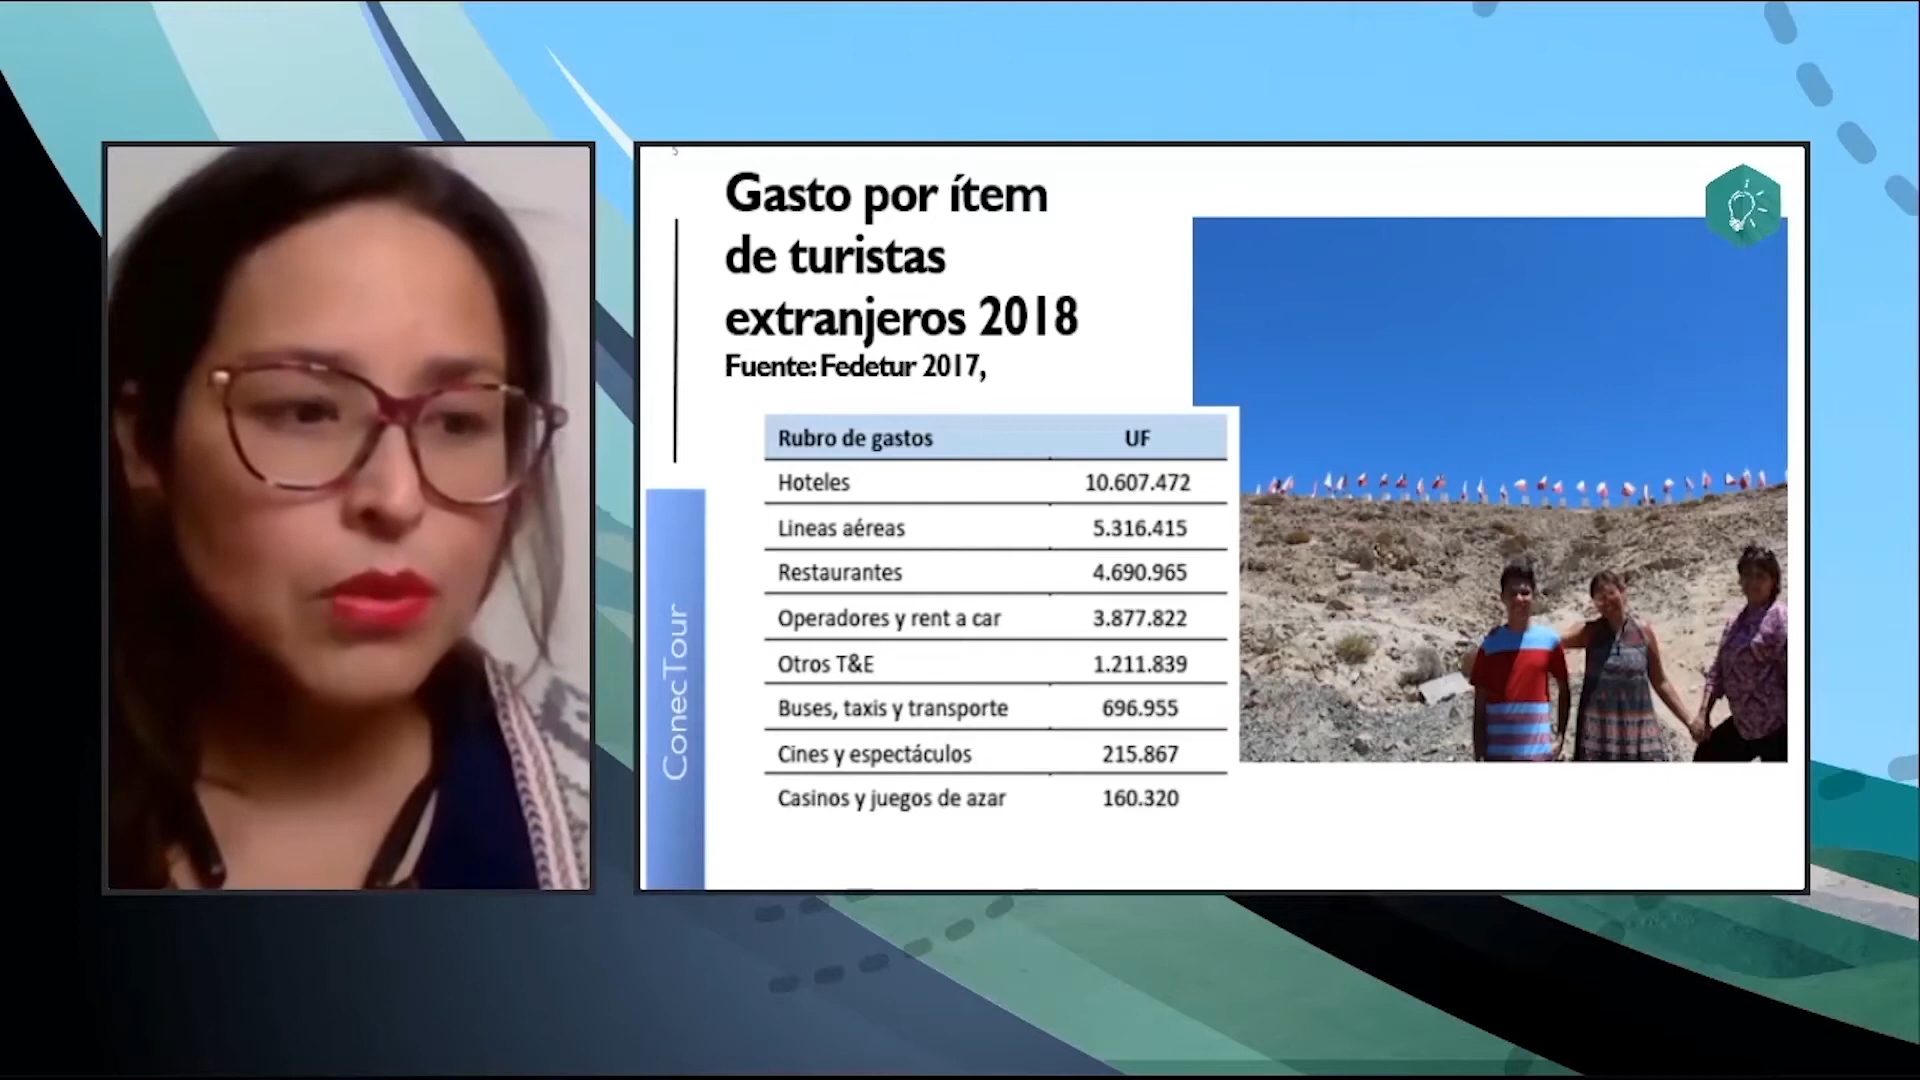 5
Gasto por ítem
de turistas
extranjeros 2018
Fuente: Fedetur 2017,
Rubro de gastos UF
Hoteles 10.607.472
Lineas aéreas 5.316.415
Restaurantes 4.690.965
Operadores y rent a car 3.877.822
Otros T&E 1.211.839
Buses, taxis y transporte 696.955
Cines y espectáculos 215.867
Casinos y juegos de azar 160.320
ConecTour